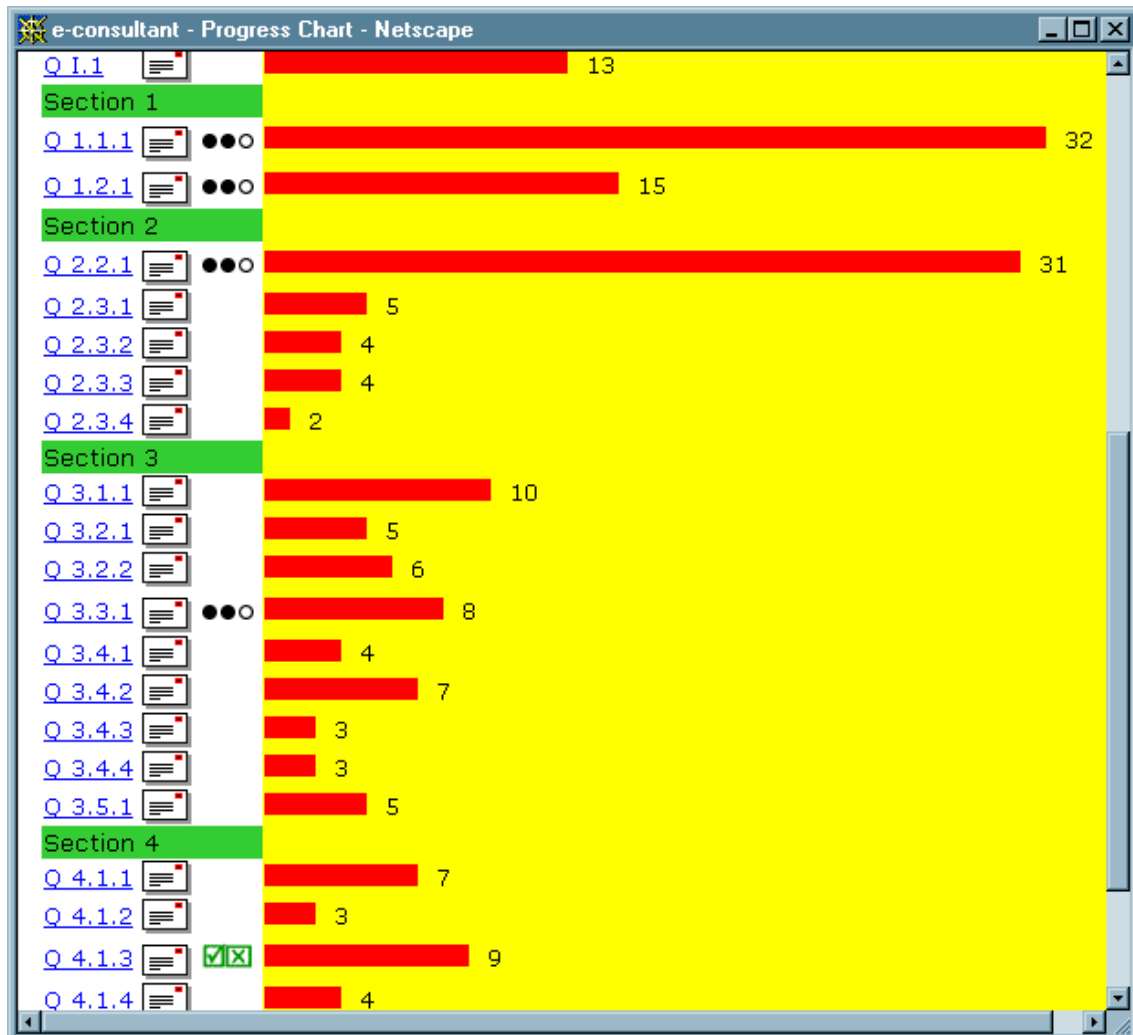 e-consultant - Progress Chart - Netscape
Q I.1 13
Section 1
Q 1.1.1 32
Q 1.2.1 15
Section 2
Q 2.2.1 31
Q 2.3.1 5
Q 2.3.2 4
Q 2.3.3 4
Q 2.3.4 2
Section 3
Q 3.1.1 10
Q 3.2.1 5
Q 3.2.2 6
Q 3.3.1 8
Q 3.4.1 4
Q 3.4.2 7
Q 3.4.3 3
Q 3.4.4 3
Q 3.5.1 5
Section 4
Q 4.1.1 7
Q 4.1.2 3
Q 4.1.3 9
Q 4.1.4 4